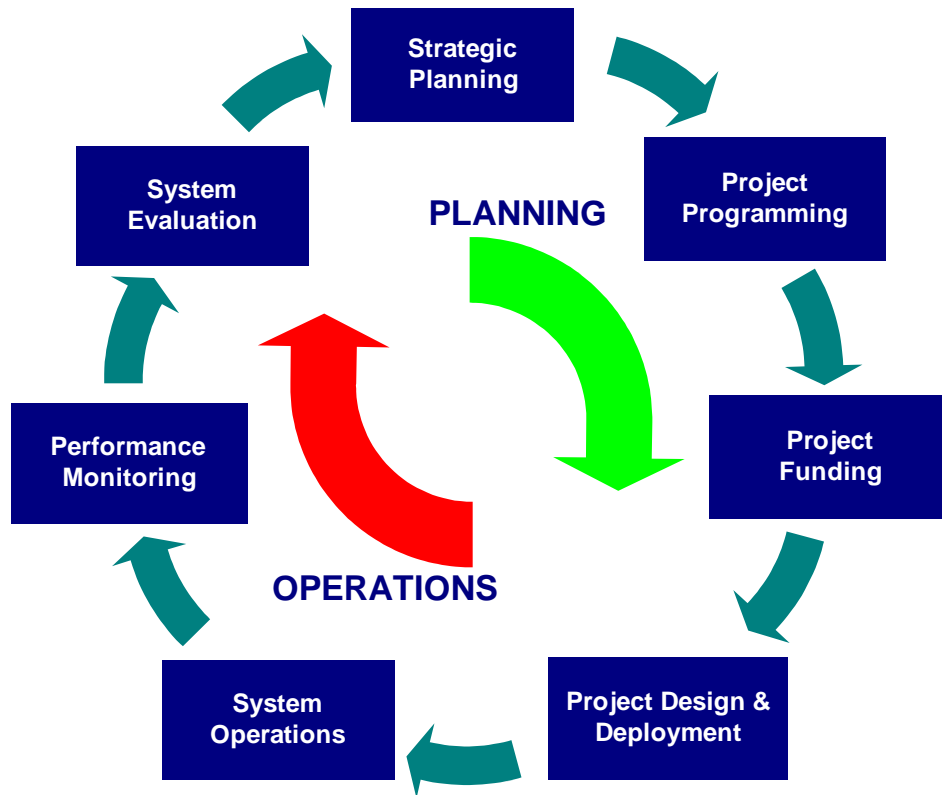 Strategic
Planning
Project
Programming
Project
Funding
Project Design &
Deployment
System
Operations
Performance
Monitoring
System
Evaluation
PLANNING
OPERATIONS